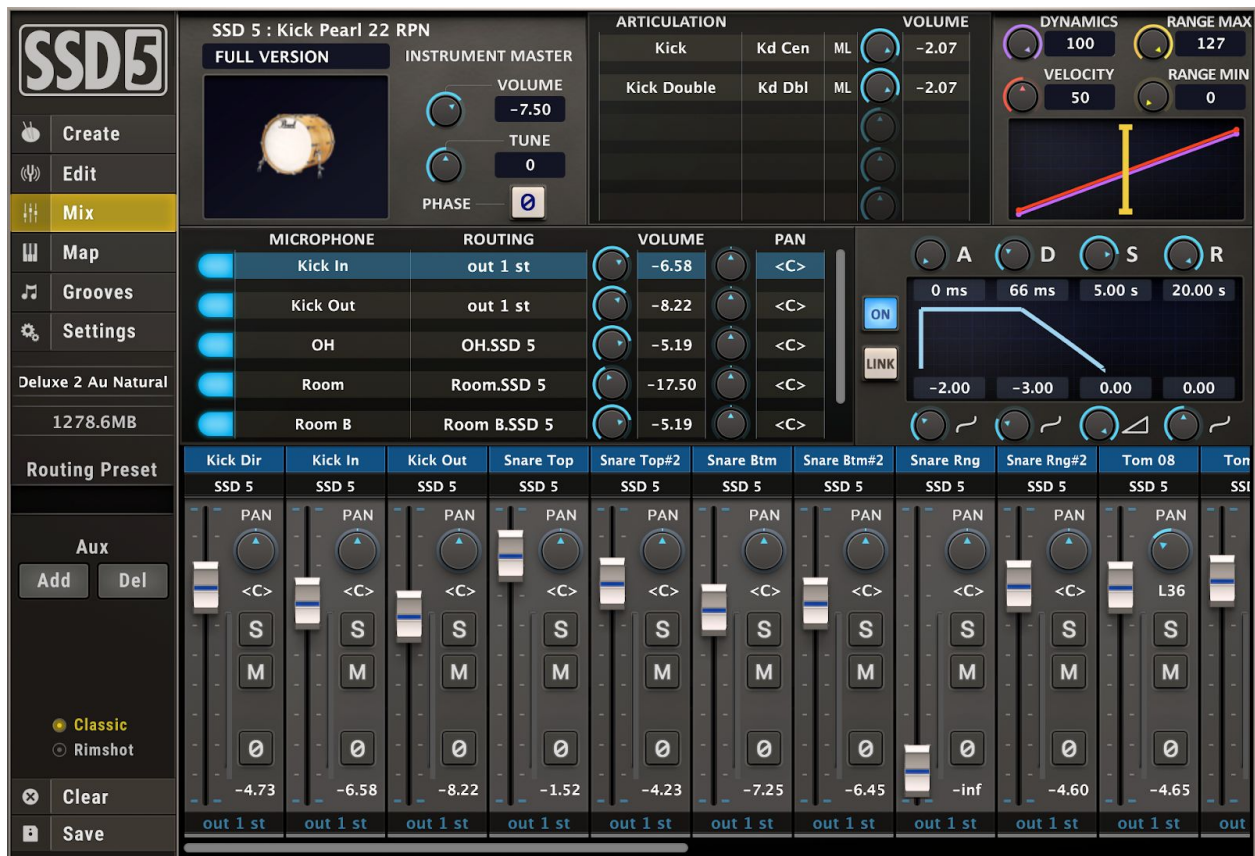 SSD5
Create
Edit
Mix
Map
Grooves
Settings
Deluxe 2 Au Natural
1278.6MB
Routing Preset
Aux
Add Del
Classic
Rimshot
Clear
Save
SSD 5 : Kick Pearl 22 RPN
FULL VERSION
Pearl
INSTRUMENT MASTER
VOLUME
-7.50
TUNE
0
PHASE Ø
ARTICULATION VOLUME
Kick Kd Cen ML -2.07
Kick Double Kd Dbl ML -2.07
DYNAMICS RANGE MAX
100 127
VELOCITY RANGE MIN
50 0
MICROPHONE ROUTING VOLUME PAN
Kick In out 1 st -6.58 <C>
Kick Out out 1 st -8.22 <C>
OH OH.SSD 5 -5.19 <C>
Room Room.SSD 5 -17.50 <C>
Room B Room B.SSD 5 -5.19 <C>
A D S R
0 ms 66 ms 5.00 s 20.00 s
ON
LINK
-2.00 -3.00 0.00 0.00
Kick Dir Kick In Kick Out Snare Top Snare Top#2 Snare Btm Snare Btm#2 Snare Rng Snare Rng#2 Tom 08 Tom
SSD 5 SSD 5 SSD 5 SSD 5 SSD 5 SSD 5 SSD 5 SSD 5 SSD 5 SSD 5 SSI
PAN PAN PAN PAN PAN PAN PAN PAN PAN PAN
<C> <C> <C> <C> <C> <C> <C> <C> <C> L36
S S S S S S S S S S
M M M M M M M M M M
Ø Ø Ø Ø Ø Ø Ø Ø Ø Ø
-4.73 -6.58 -8.22 -1.52 -4.23 -7.25 -6.45 -inf -4.60 -4.65
out 1 st out 1 st out 1 st out 1 st out 1 st out 1 st out 1 st out 1 st out 1 st out 1 st out